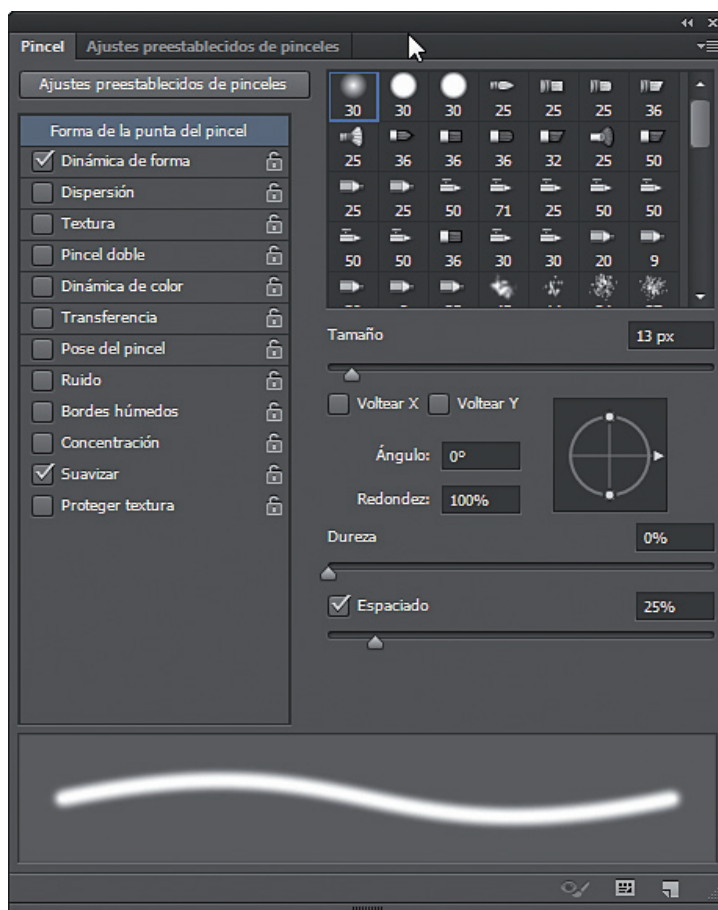 Pincel Ajustes preestablecidos de pinceles
Ajustes preestablecidos de pinceles
Forma de la punta del pincel
Dinámica de forma
Dispersión
Textura
Pincel doble
Dinámica de color
Transferencia
Pose del pincel
Ruido
Bordes húmedos
Concentración
Suavizar
Proteger textura
30 30 30 25 25 25 36
25 36 36 36 32 25 50
25 25 50 71 25 50 50
50 50 36 30 30 20 9
Tamaño 13 px
Voltear X Voltear Y
Ángulo: 0º
Redondez: 100%
Dureza 0%
Espaciado 25%